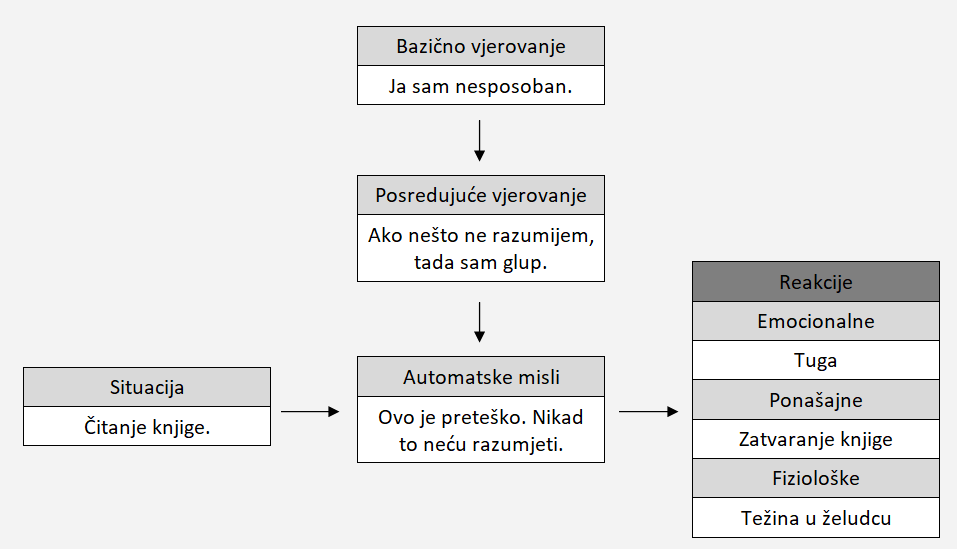 Bazično vjerovanje
Ja sam nesposoban.
Posredujuće vjerovanje
Ako nešto ne razumijem,
tada sam glup.
Situacija
Čitanje knjige.
Automatske misli
Ovo je preteško. Nikad
to neću razumjeti.
Reakcije
Emocionalne
Tuga
Ponašajne
Zatvaranje knjige
Fiziološke
Težina u želudcu